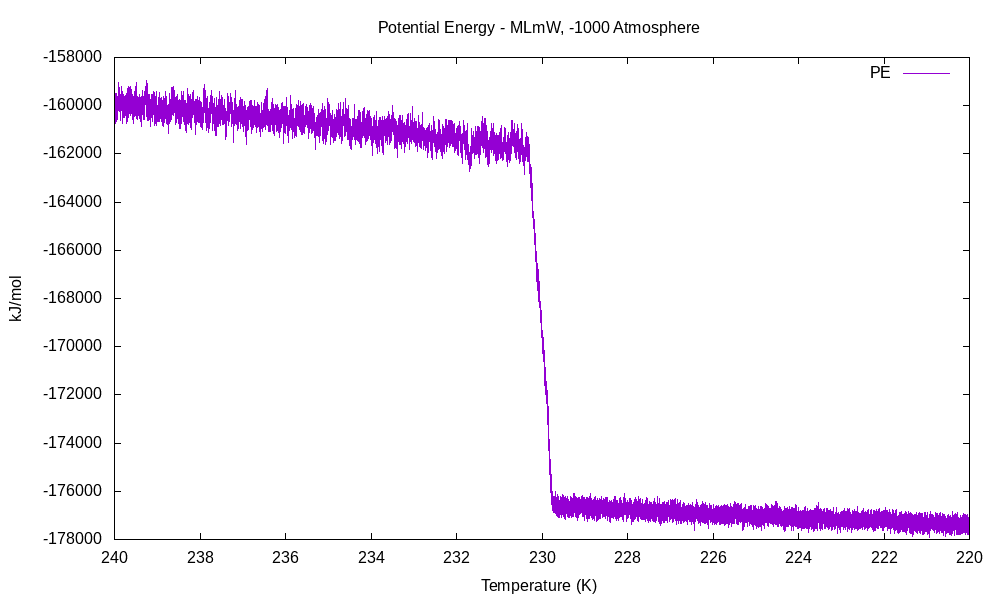 Potential Energy - MLmW, -1000 Atmosphere
PE
-158000
-160000
-162000
-164000
-166000
-168000
-170000
-172000
-174000
-176000
-178000
kJ/mol
240 238 236 234 232 230 228 226 224 222 220
Temperature (K)